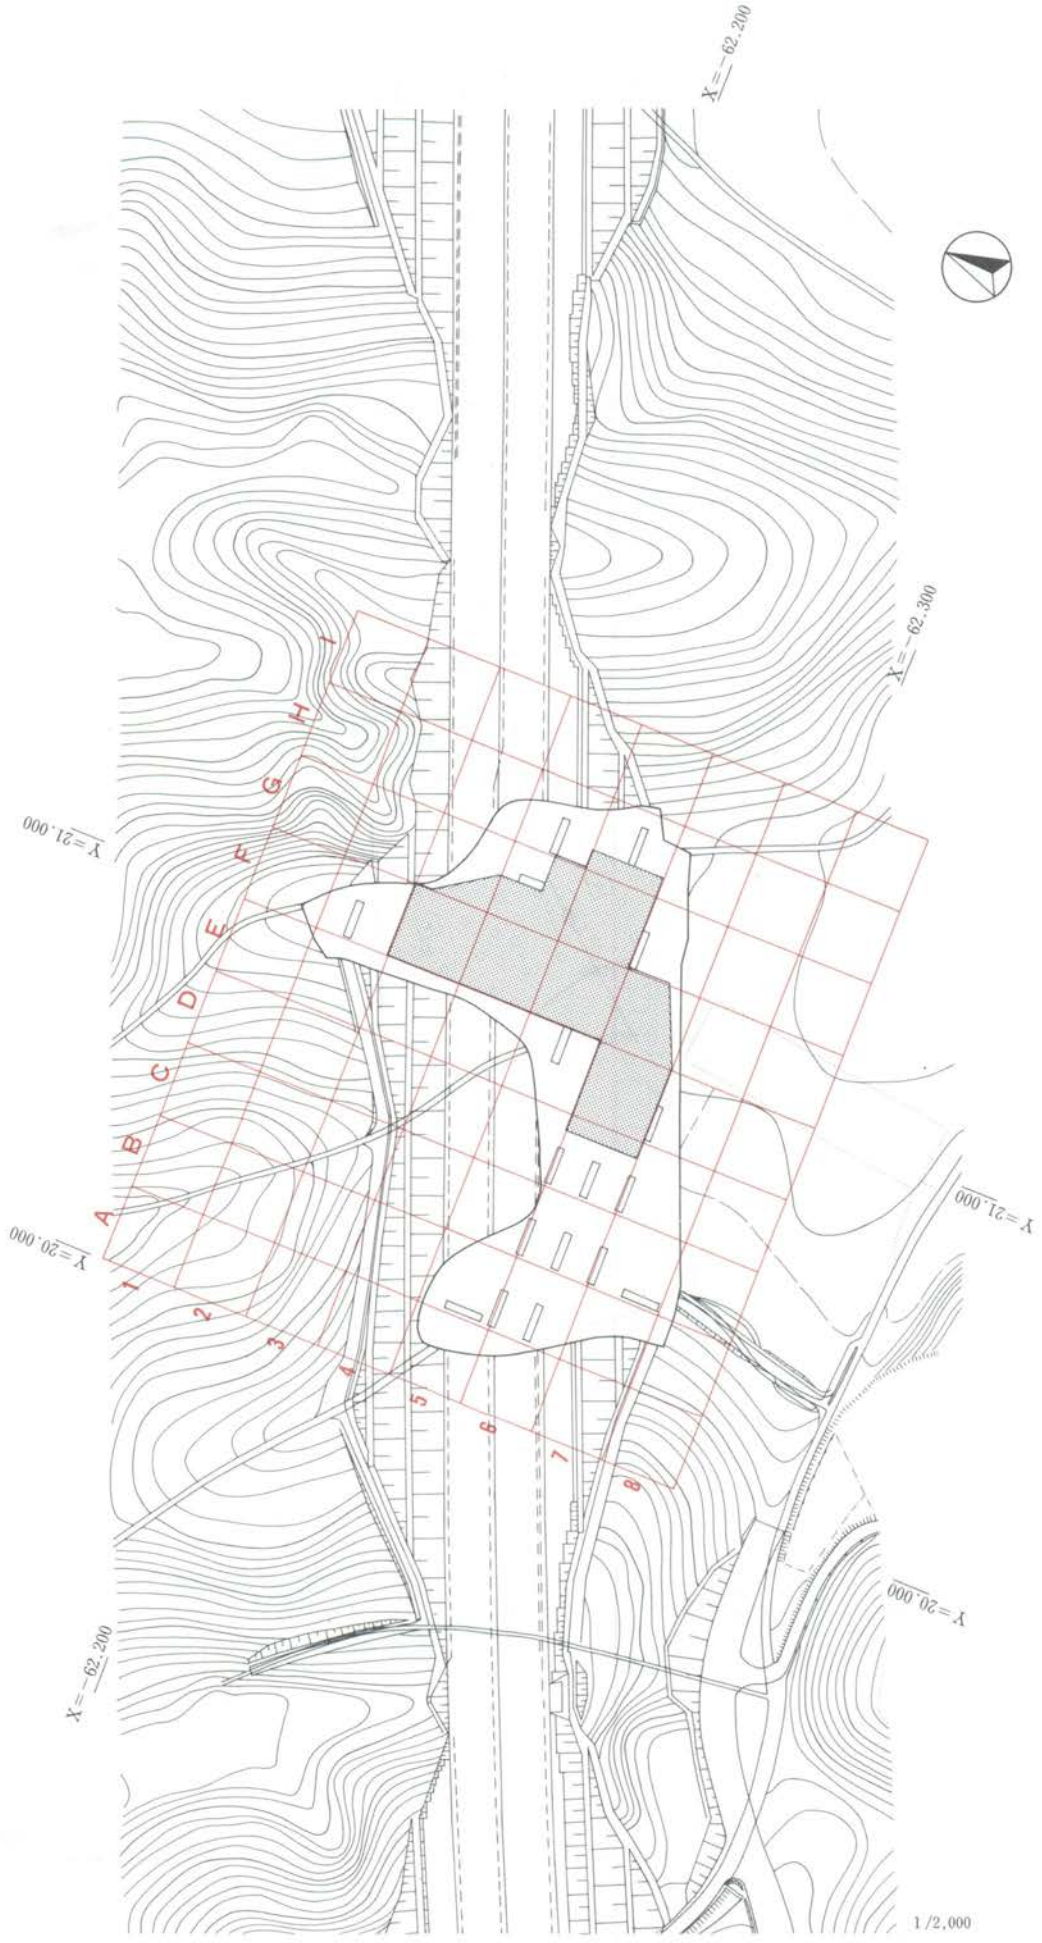 X = -62.200
Y = 21.000
I
H
G
F
E
D
C
B
A
Y = 20.000
1
2
3
4
5
6
7
8
X = -62.300
Y = 21.000
Y = 20.000
X = -62.200
1/2,000